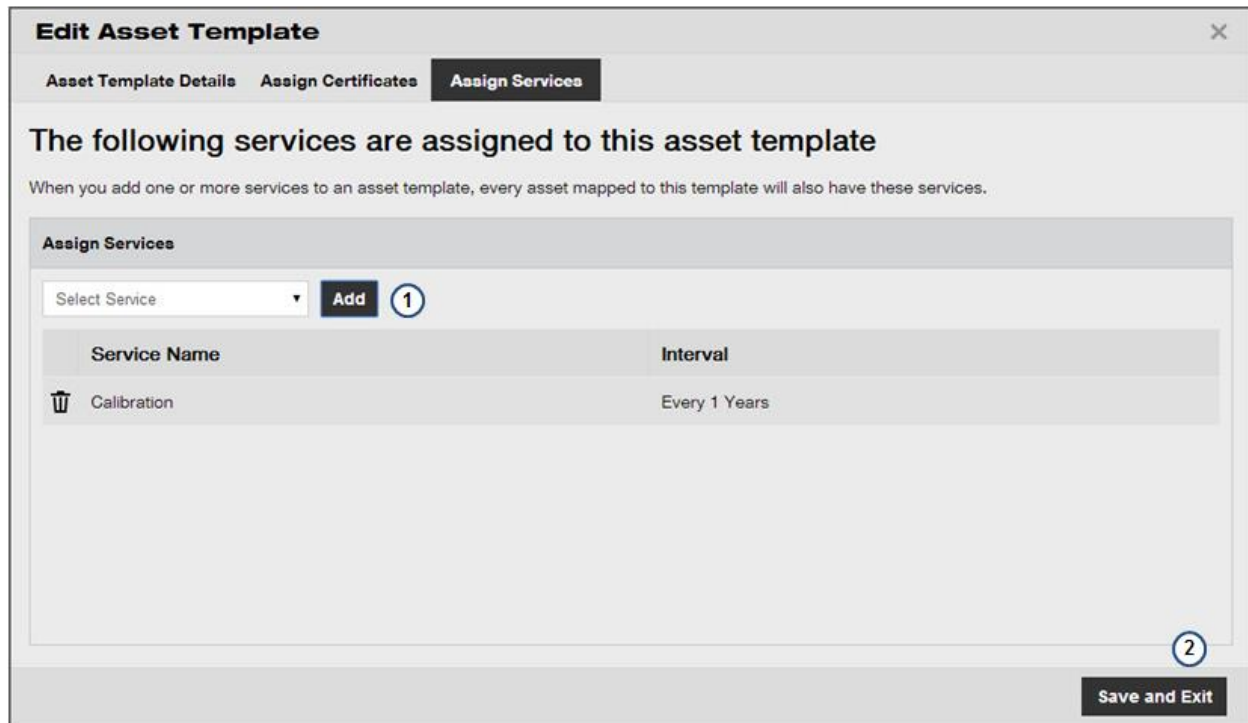 Edit Asset Template
Asset Template Details Assign Certificates Assign Services
The following services are assigned to this asset template
When you add one or more services to an asset template, every asset mapped to this template will also have these services.
Assign Services
Select Service Add 1
Service Name Interval
Calibration Every 1 Years
2
Save and Exit